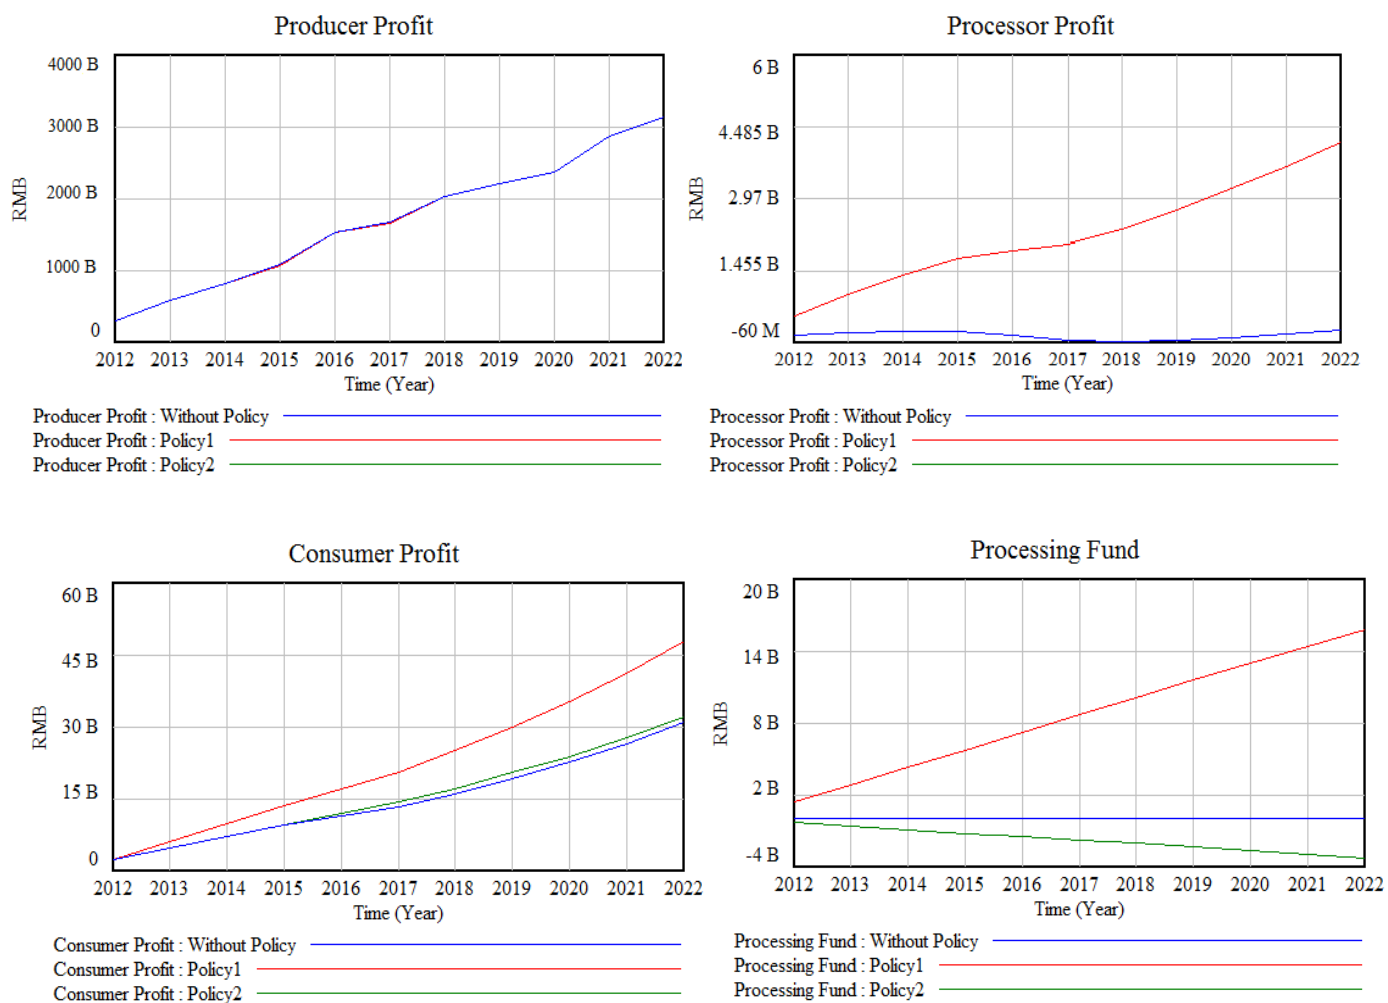 Producer Profit
4000 B
3000 B
2000 B
1000 B
0
RMB
2012 2013 2014 2015 2016 2017 2018 2019 2020 2021 2022
Time (Year)
Producer Profit : Without Policy
Producer Profit : Policy1
Producer Profit : Policy2
Processor Profit
6 B
4.485 B
2.97 B
1.455 B
-60 M
RMB
2012 2013 2014 2015 2016 2017 2018 2019 2020 2021 2022
Time (Year)
Processor Profit : Without Policy
Processor Profit : Policy1
Processor Profit : Policy2
Consumer Profit
60 B
45 B
30 B
15 B
0
RMB
2012 2013 2014 2015 2016 2017 2018 2019 2020 2021 2022
Time (Year)
Consumer Profit : Without Policy
Consumer Profit : Policy1
Consumer Profit : Policy2
Processing Fund
20 B
14 B
8 B
2 B
-4 B
RMB
2012 2013 2014 2015 2016 2017 2018 2019 2020 2021 2022
Time (Year)
Processing Fund : Without Policy
Processing Fund : Policy1
Processing Fund : Policy2